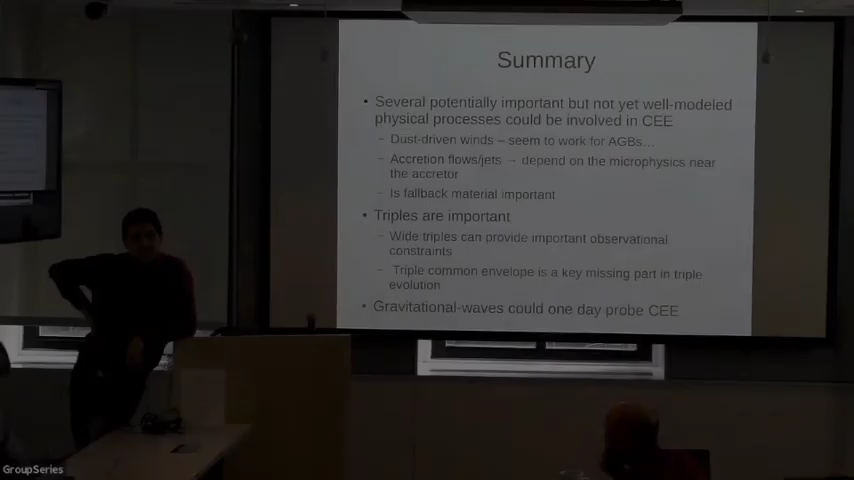 Summary
• Several potentially important but not yet well-modeled
physical processes could be involved in CEE
– Dust-driven winds – seem to work for AGBs...
– Accretion flows/jets → depend on the microphysics near
the accretor
– Is fallback material important
• Triples are important
– Wide triples can provide important observational
constraints
– Triple common envelope is a key missing part in triple
evolution
• Gravitational-waves could one day probe CEE
GroupSeries